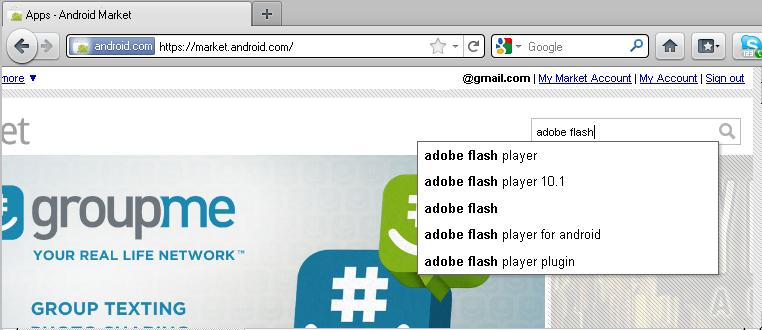 Apps - Android Market
android.com https://market.android.com/ Google
more ▼ @gmail.com | My Market Account | My Account | Sign out
et adobe flash
adobe flash player
adobe flash player 10.1
adobe flash
adobe flash player for android
adobe flash player plugin
groupme
YOUR REAL LIFE NETWORK™
#
GROUP TEXTING
PHOTO SHARING